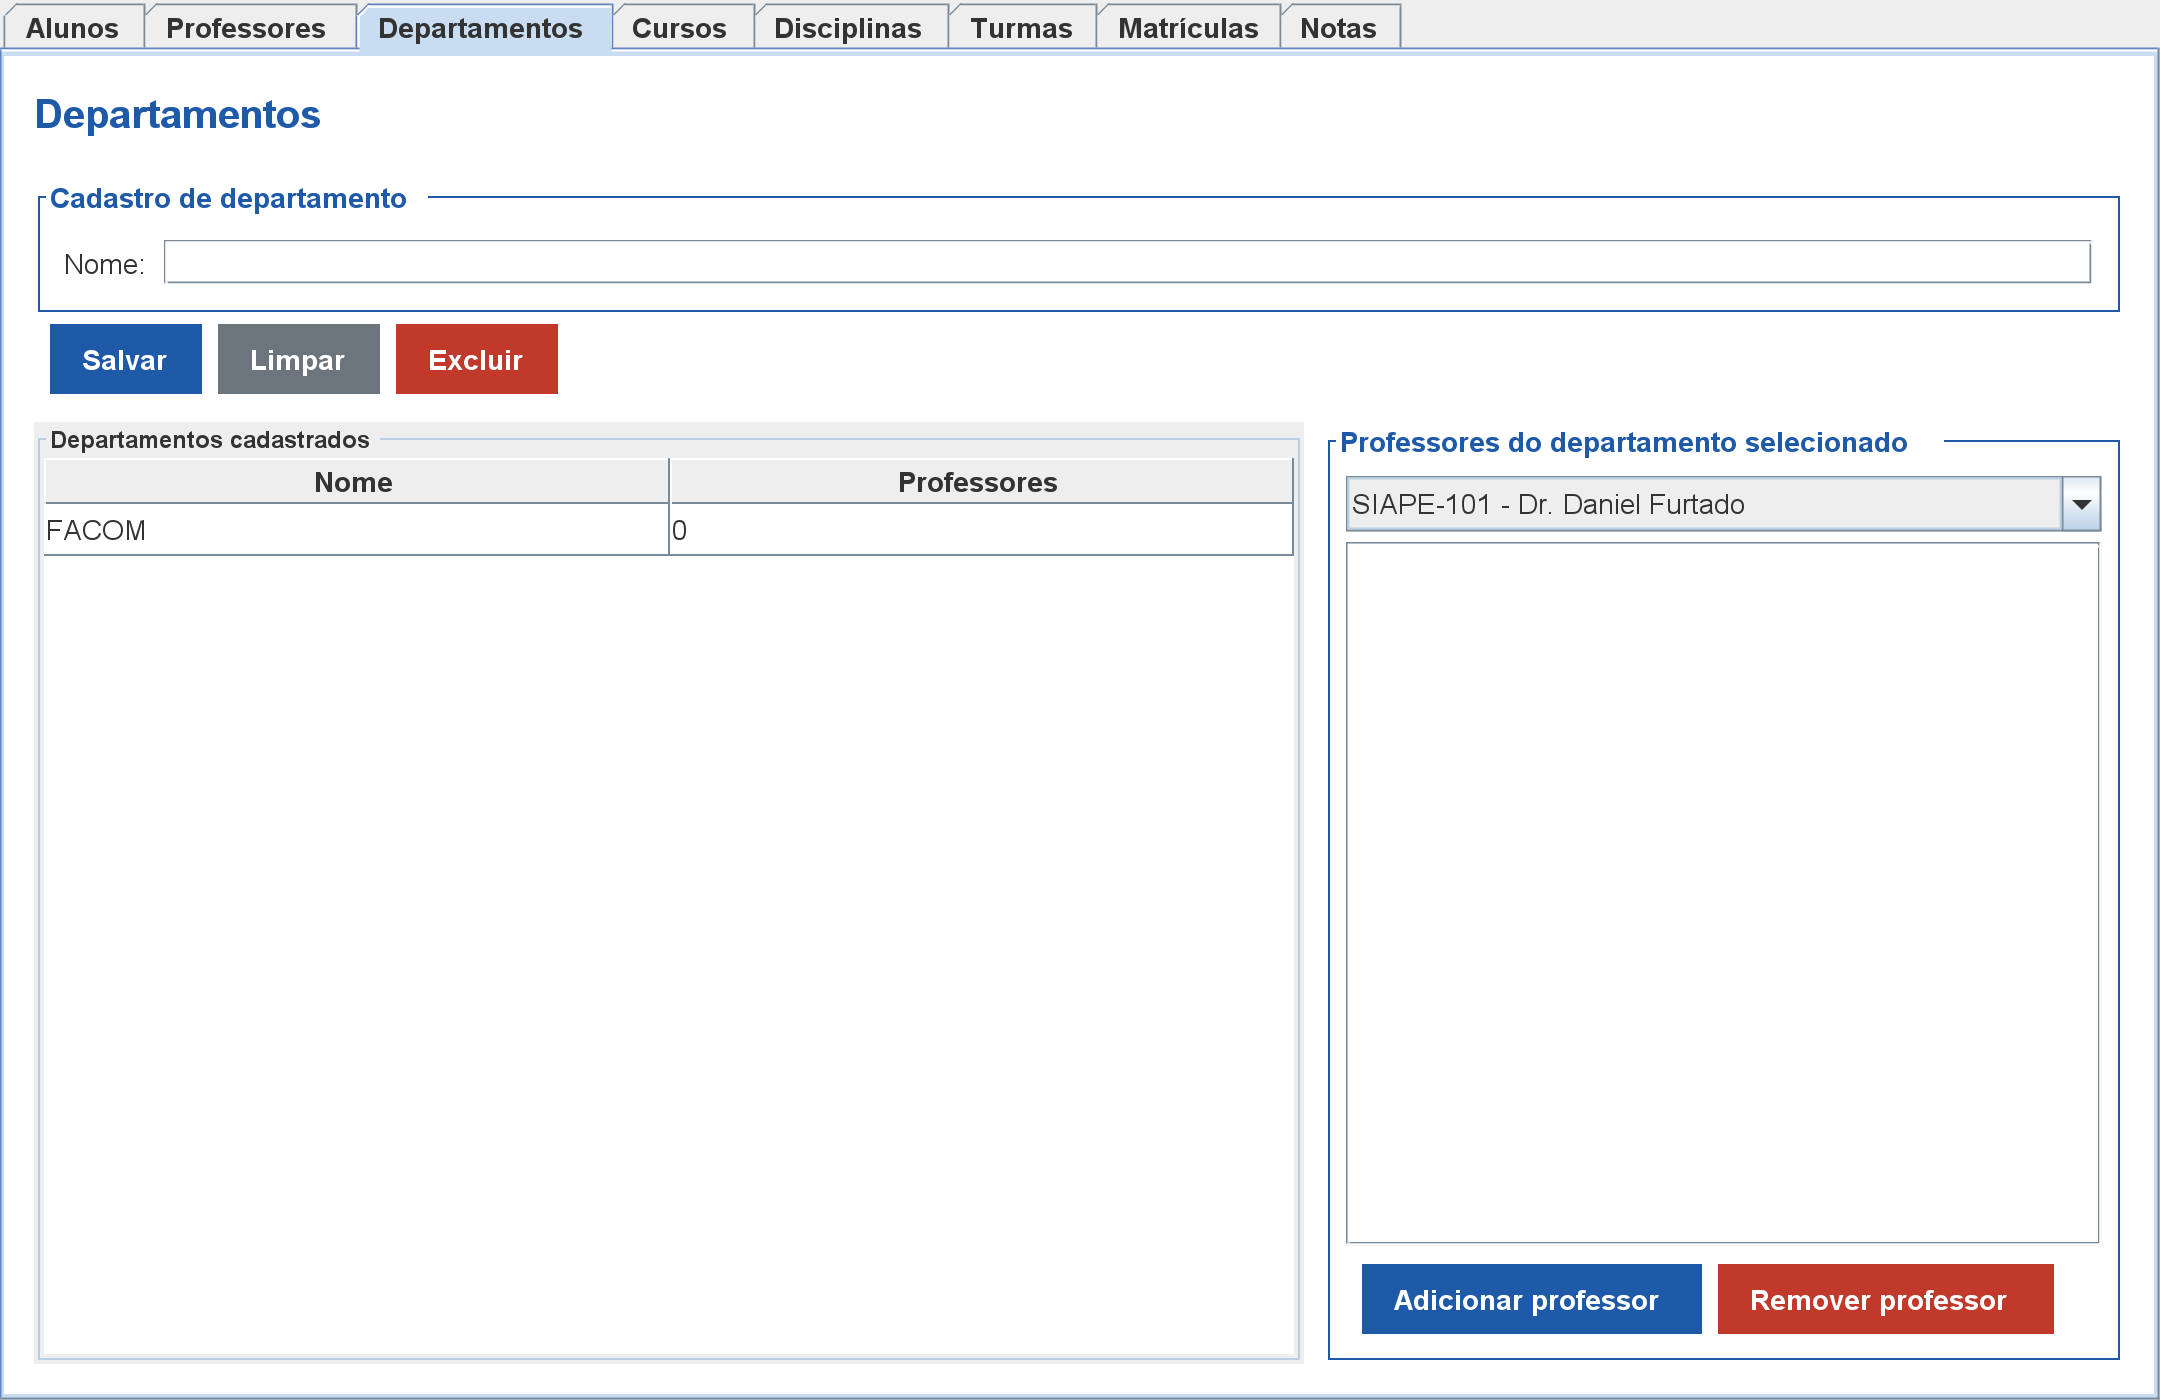 Alunos Professores Departamentos Cursos Disciplinas Turmas Matrículas Notas
Departamentos
Cadastro de departamento
Nome:
Salvar Limpar Excluir
Departamentos cadastrados
Nome Professores
FACOM 0
Professores do departamento selecionado
SIAPE-101 - Dr. Daniel Furtado
Adicionar professor Remover professor